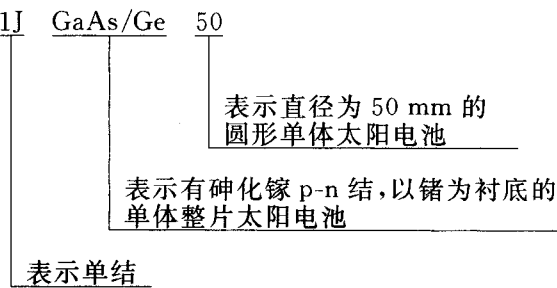 1J GaAs/Ge 50
表示直径为 50 mm 的
圆形单体太阳电池
表示有砷化镓 p-n 结,以锗为衬底的
单体整片太阳电池
表示单结